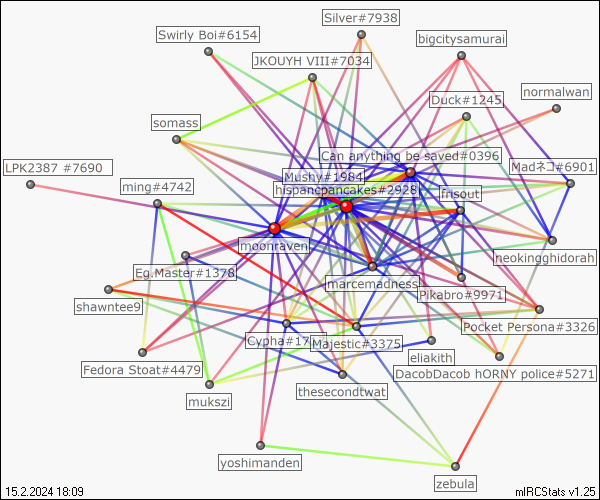 Silver#7938
Swirly Boi#6154
bigcitysamurai
JKOUYH VIII#7034
normalwan
Duck#1245
somass
Can anything be saved#0396
LPK2387 #7690
Mushy#1984
Madネコ#6901
ming#4742
hispancpancakes#2928
frisout
moonraven
neokingghidorah
Eg.Master#1378
marcemadness
Pikabro#9971
shawntee9
Pocket Persona#3326
Cypha#17
Majestic#3375
eliakith
Fedora Stoat#4479
DacobDacob hORNY police#5271
mukszi
thesecondtwat
yoshimanden
zebula
15.2.2024 18:09
mIRCStats v1.25